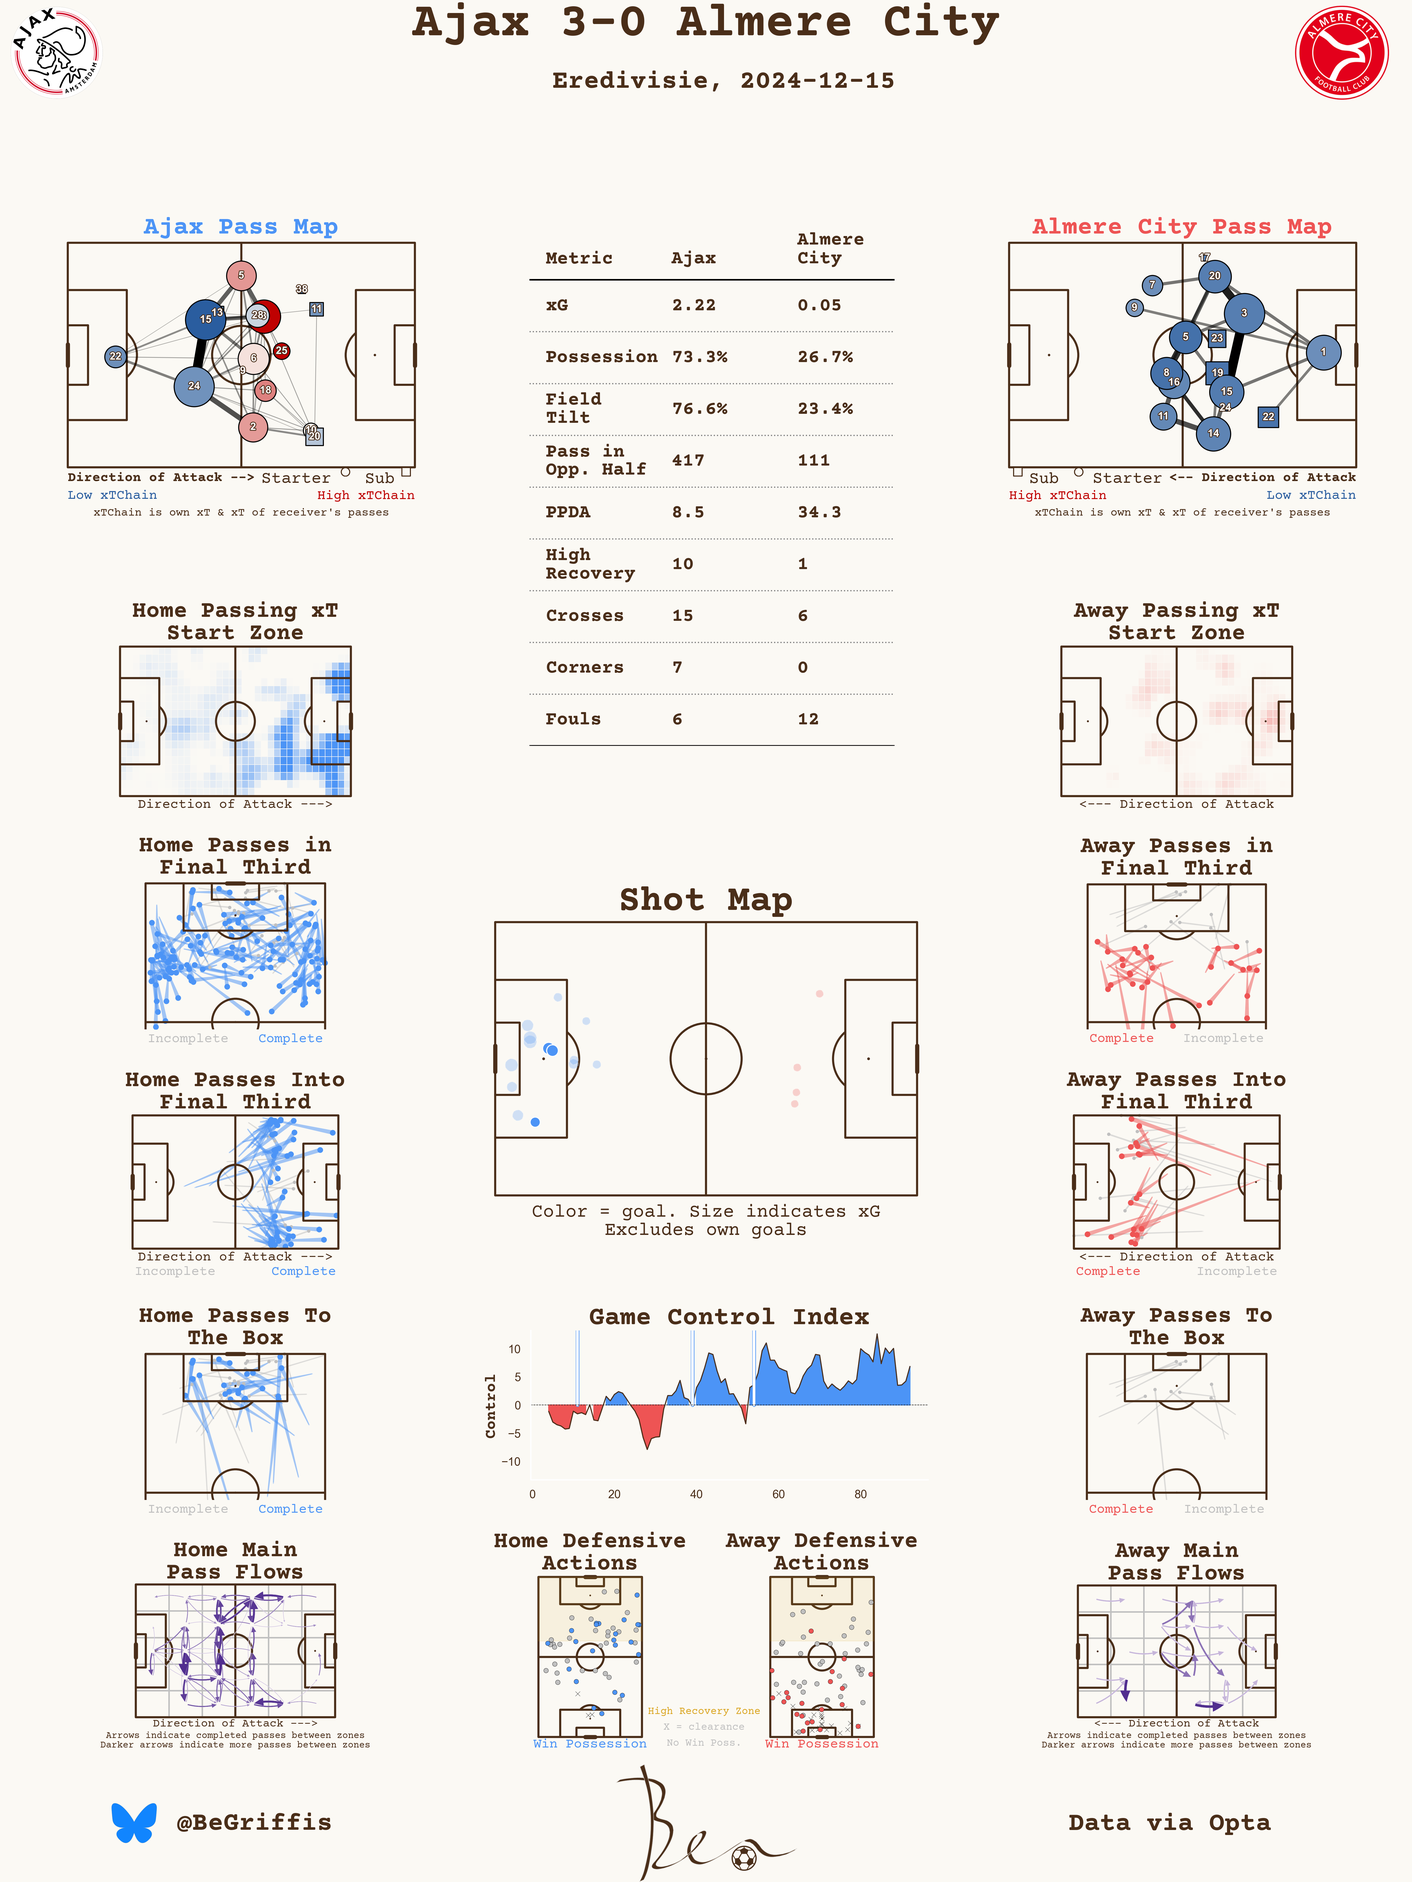 Ajax 3-0 Almere City
Eredivisie, 2024-12-15
AJAX
AMSTERDAM
ALMERE CITY
FOOTBALL CLUB
Ajax Pass Map
5
38
11
13
15
28
22
6
25
9
24
18
2
20
Direction of Attack --> Starter Sub
Low xTChain High xTChain
xTChain is own xT & xT of receiver's passes
Metric Ajax Almere City
xG 2.22 0.05
Possession 73.3% 26.7%
Field Tilt 76.6% 23.4%
Pass in Opp. Half 417 111
PPDA 8.5 34.3
High Recovery 10 1
Crosses 15 6
Corners 7 0
Fouls 6 12
Almere City Pass Map
17
20
7
9
3
5
23
1
8
16
19
15
24
11
22
14
Sub Starter <-- Direction of Attack
High xTChain Low xTChain
xTChain is own xT & xT of receiver's passes
Home Passing xT
Start Zone
Direction of Attack --->
Away Passing xT
Start Zone
<--- Direction of Attack
Home Passes in
Final Third
Incomplete Complete
Away Passes in
Final Third
Complete Incomplete
Shot Map
Color = goal. Size indicates xG
Excludes own goals
Home Passes Into
Final Third
Direction of Attack --->
Incomplete Complete
Away Passes Into
Final Third
<--- Direction of Attack
Complete Incomplete
Home Passes To
The Box
Incomplete Complete
Game Control Index
Control
10
5
0
−5
−10
0 20 40 60 80
Away Passes To
The Box
Complete Incomplete
Home Main
Pass Flows
Direction of Attack --->
Arrows indicate completed passes between zones
Darker arrows indicate more passes between zones
Home Defensive
Actions
Win Possession
High Recovery Zone
X = clearance
No Win Poss.
Away Defensive
Actions
Win Possession
Away Main
Pass Flows
<--- Direction of Attack
Arrows indicate completed passes between zones
Darker arrows indicate more passes between zones
@BeGriffis
Ben
Data via Opta